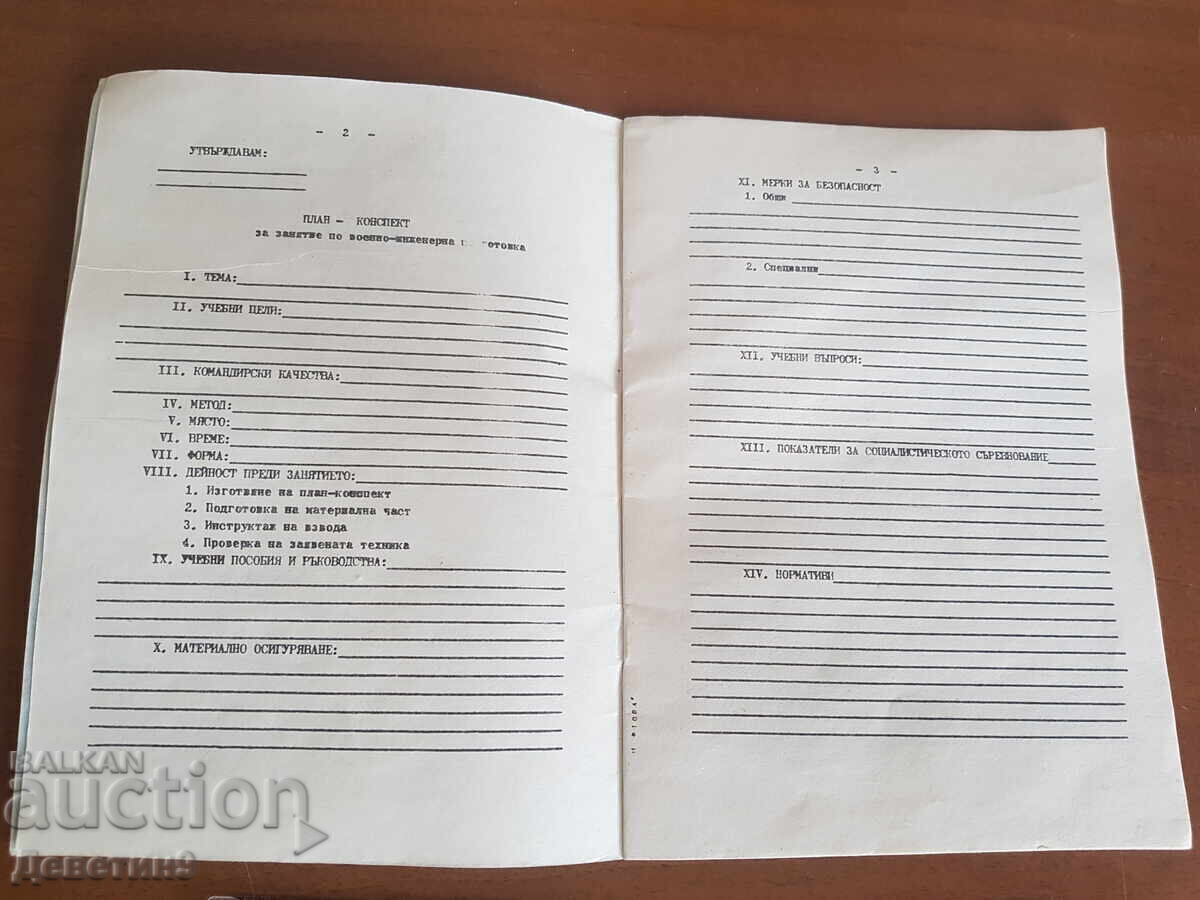 - 2 -
УТВЪРЖДАВАМ:
ПЛАН - КОНСПЕКТ
за занятие по военно-инженерна
I. ТЕМА:
II. УЧЕБНИ ЦЕЛИ:
III. КОМАНДИРСКИ КАЧЕСТВА:
IV. МЕТОД:
V. МЯСТО:
VI. ВРЕМЕ:
VII. ФОРМА:
VIII. ДЕЙНОСТ ПРЕДИ ЗАНЯТИЕТО:
1. Изготвяне на план-конспект
2. Подготовка на материална част
3. Инструктаж на взвода
4. Проверка на заявената техника
IX. УЧЕБНИ ПОСОБИЯ И РЪКОВОДСТВА:
X. МАТЕРИАЛНО ОСИГУРЯВАНЕ:
- 3 -
XI. МЕРКИ ЗА БЕЗОПАСНОСТ
1. Общи
2. Специални
XII. УЧЕБНИ ВЪПРОСИ:
XIII. ПОКАЗАТЕЛИ ЗА СОЦИАЛИСТИЧЕСКОТО СЪРЕВНОВАНИЕ
XIV. НОРМАТИВИ
BALKAN
auction
Деветин9